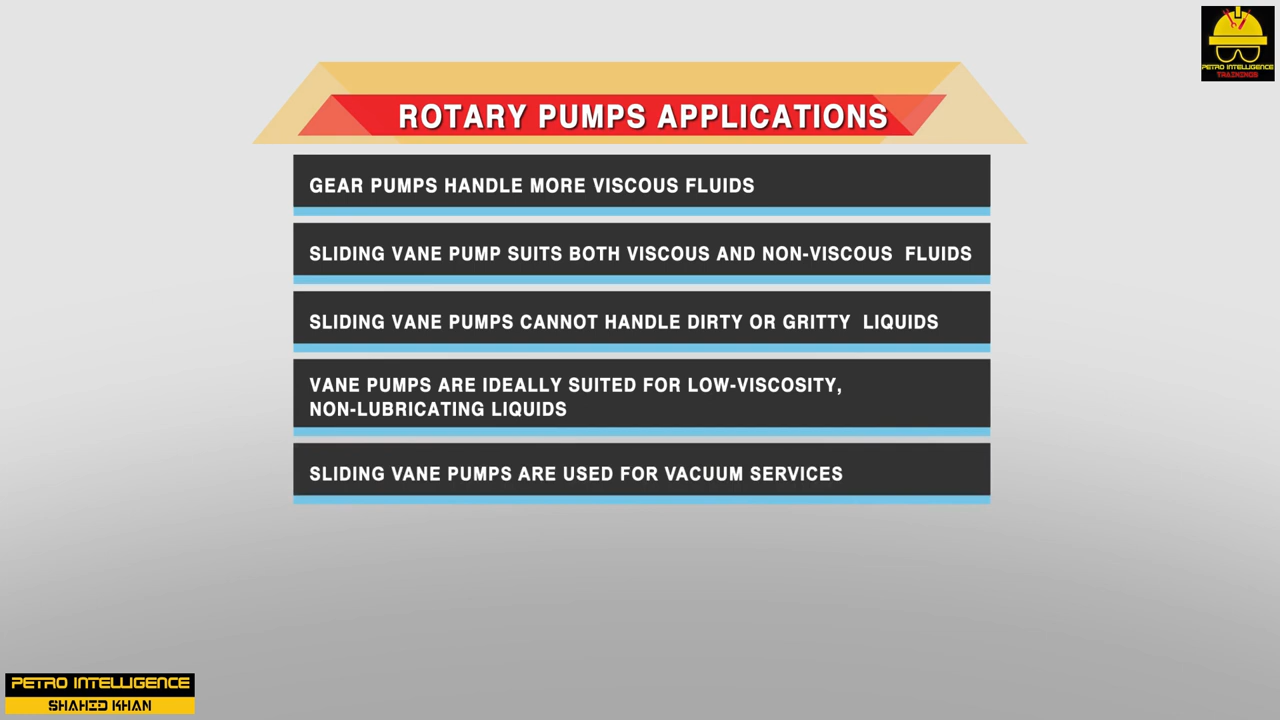 PETRO INTELLIGENCE
TRAININGS
ROTARY PUMPS APPLICATIONS
GEAR PUMPS HANDLE MORE VISCOUS FLUIDS
SLIDING VANE PUMP SUITS BOTH VISCOUS AND NON-VISCOUS FLUIDS
SLIDING VANE PUMPS CANNOT HANDLE DIRTY OR GRITTY LIQUIDS
VANE PUMPS ARE IDEALLY SUITED FOR LOW-VISCOSITY,
NON-LUBRICATING LIQUIDS
SLIDING VANE PUMPS ARE USED FOR VACUUM SERVICES
PETRO INTELLIGENCE
SHAHID KHAN